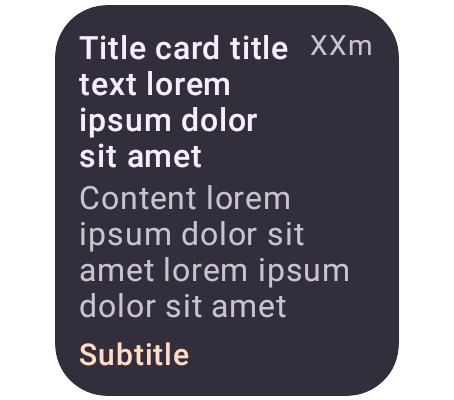 Title card title XXm
text lorem
ipsum dolor
sit amet
Content lorem
ipsum dolor sit
amet lorem ipsum
dolor sit amet
Subtitle